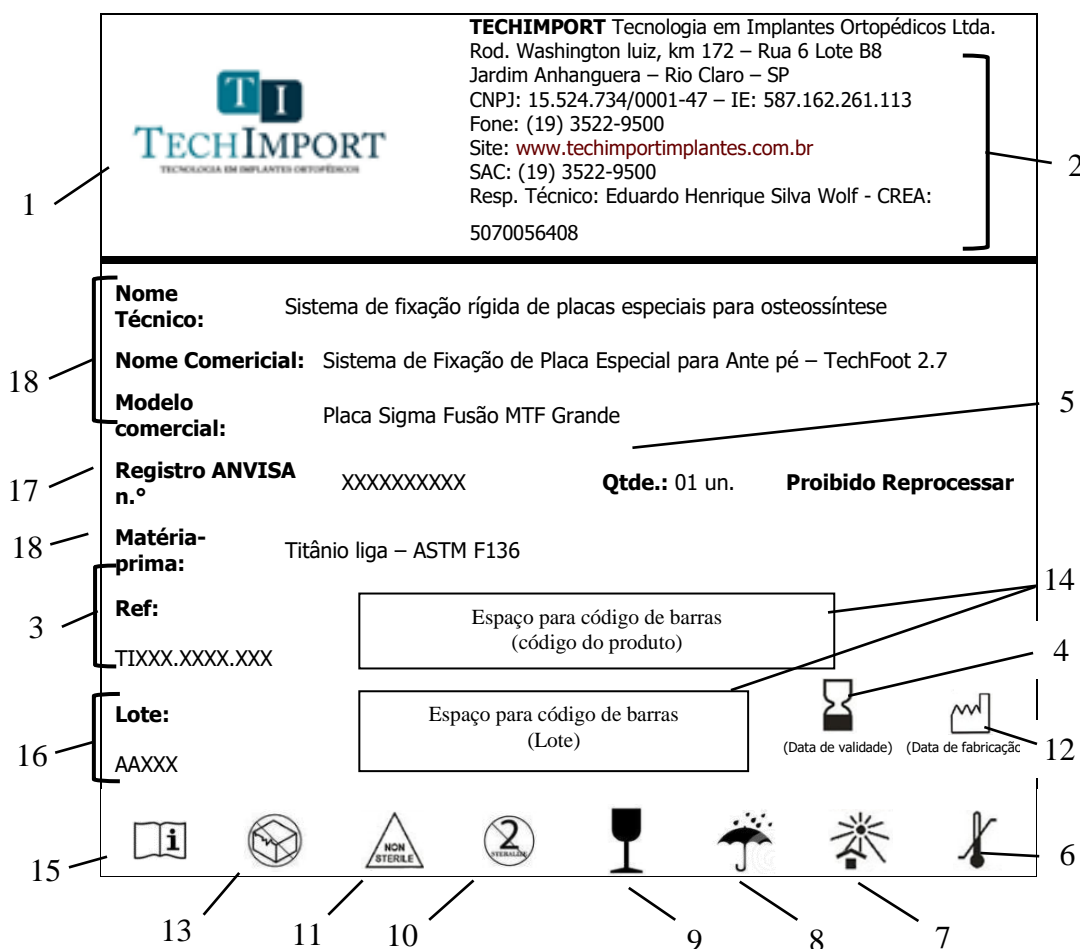 TI
TECHIMPORT
TECNOLOGIA EM IMPLANTES ORTOPÉDICOS
TECHIMPORT Tecnologia em Implantes Ortopédicos Ltda.
Rod. Washington luiz, km 172 – Rua 6 Lote B8
Jardim Anhanguera – Rio Claro – SP
CNPJ: 15.524.734/0001-47 – IE: 587.162.261.113
Fone: (19) 3522-9500
Site: www.techimportimplantes.com.br
SAC: (19) 3522-9500
Resp. Técnico: Eduardo Henrique Silva Wolf - CREA:
5070056408
1
2
Nome
Técnico:
Sistema de fixação rígida de placas especiais para osteossíntese
Nome Comericial: Sistema de Fixação de Placa Especial para Ante pé – TechFoot 2.7
18
Modelo
comercial:
Placa Sigma Fusão MTF Grande
5
Registro ANVISA
n.°
XXXXXXXXXX
Qtde.: 01 un.
Proibido Reprocessar
17
Matéria-
prima:
Titânio liga – ASTM F136
18
Ref:
TIXXX.XXXX.XXX
3
Espaço para código de barras
(código do produto)
14
4
Lote:
AAXXX
16
Espaço para código de barras
(Lote)
(Data de validade)
(Data de fabricação
12
i
NON
STERILE
2
STERILIZE
15
13
11
10
9
8
7
6